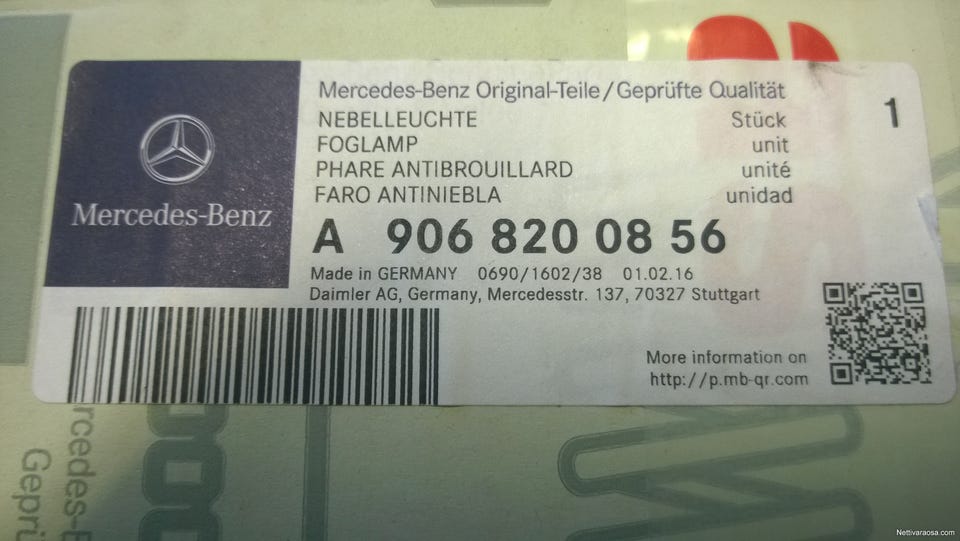 Mercedes-Benz
Mercedes-Benz Original-Teile/Geprüfte Qualität
NEBELLEUCHTE Stück 1
FOGLAMP unit
PHARE ANTIBROUILLARD unité
FARO ANTINIEBLA unidad
A 906 820 08 56
Made in GERMANY 0690/1602/38 01.02.16
Daimler AG, Germany, Mercedesstr. 137, 70327 Stuttgart
More information on
http://p.mb-qr.com
Nettivaraosa.com